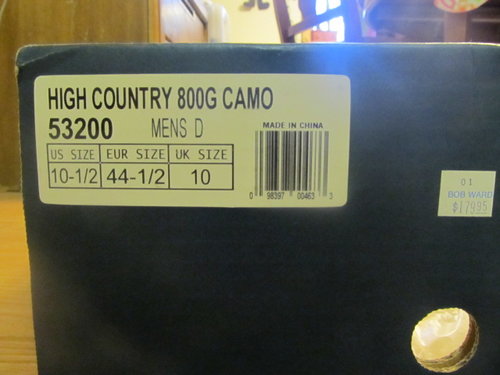 HIGH COUNTRY 800G CAMO
53200 MENS D
MADE IN CHINA
US SIZE EUR SIZE UK SIZE
10-1/2 44-1/2 10
0 98397 00463 3
01
BOB WARD
$179.95